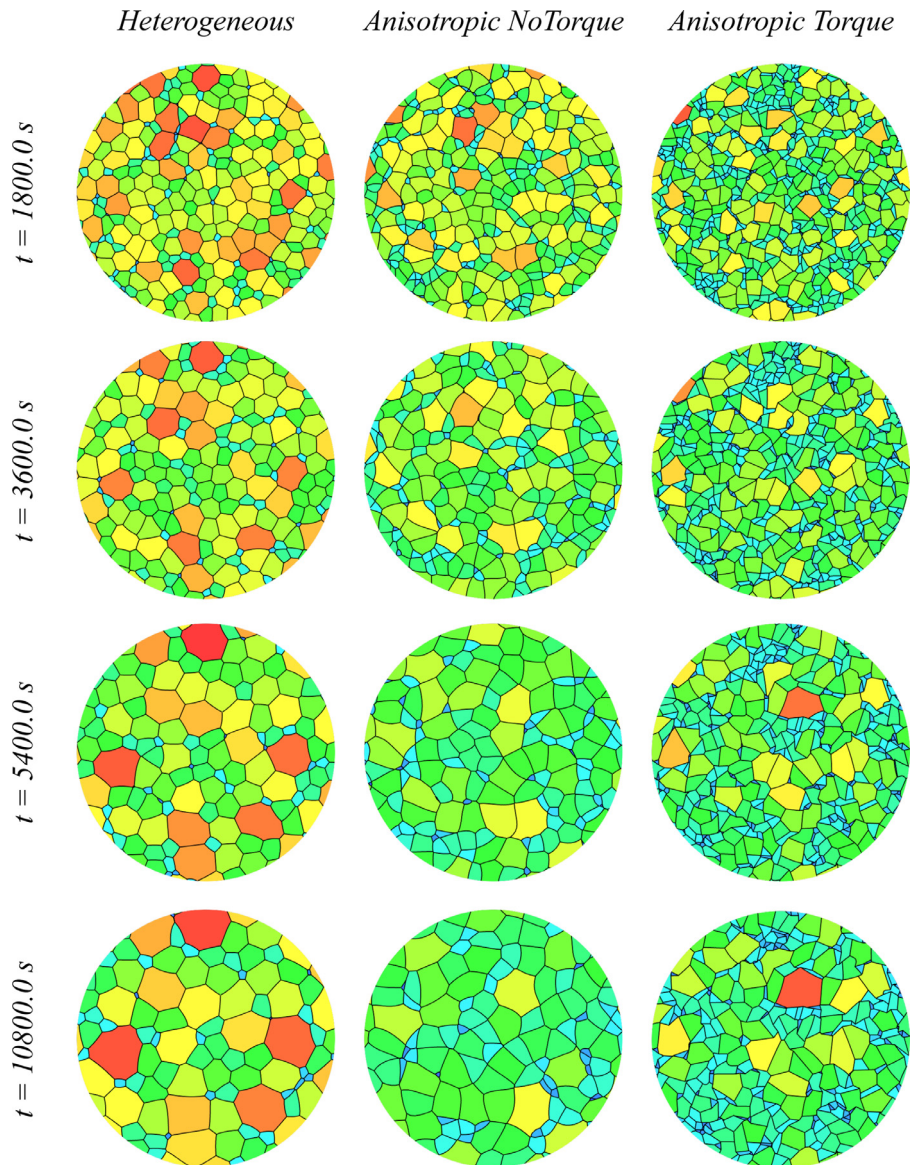 Heterogeneous Anisotropic NoTorque Anisotropic Torque
t = 1800.0 s
t = 3600.0 s
t = 5400.0 s
t = 10800.0 s